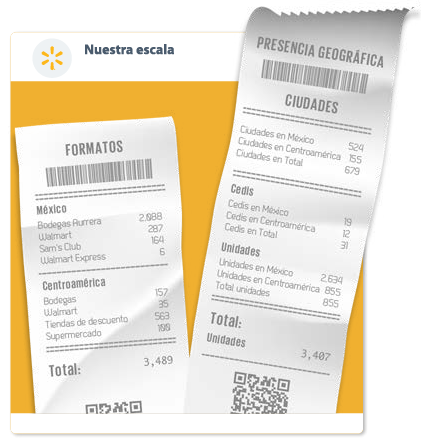 Nuestra escala
FORMATOS
México
Bodegas Aurrera 2,088
Walmart 287
Sam's Club 164
Walmart Express 6
Centroamérica
Bodegas 157
Walmart 35
Tiendas de descuento 563
Supermercado 100
Total: 3,489
PRESENCIA GEOGRÁFICA
CIUDADES
Ciudades en México 524
Ciudades en Centroamérica 155
Ciudades en Total 679
Cedis
Cedis en México 19
Cedis en Centroamérica 12
Cedis en Total 31
Unidades
Unidades en México 2,634
Unidades en Centroamérica 855
Total unidades 855
Total:
Unidades 3,407